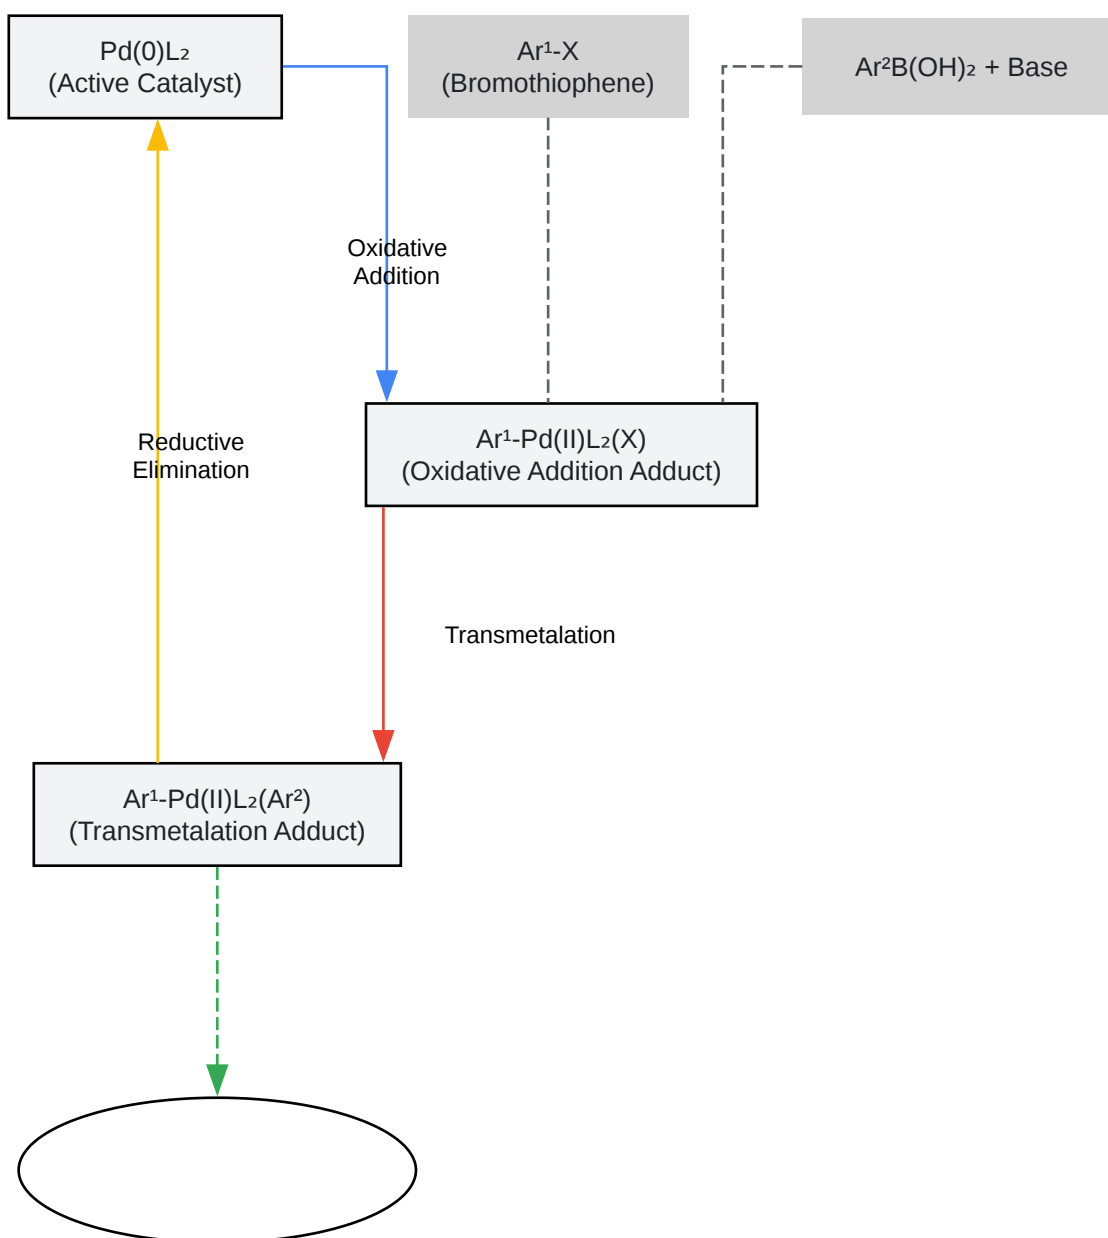 Pd(0)L₂
(Active Catalyst)
Ar¹-X
(Bromothiophene)
Ar²B(OH)₂ + Base
Oxidative
Addition
Reductive
Elimination
Ar¹-Pd(II)L₂(X)
(Oxidative Addition Adduct)
Transmetalation
Ar¹-Pd(II)L₂(Ar²)
(Transmetalation Adduct)